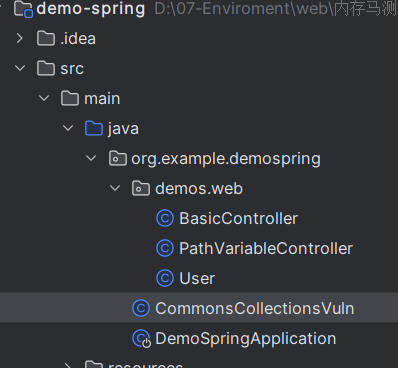 demo-spring D:\07-Enviroment\web\内存马测
.idea
src
main
java
org.example.demospring
demos.web
BasicController
PathVariableController
User
CommonsCollectionsVuln
DemoSpringApplication
resources